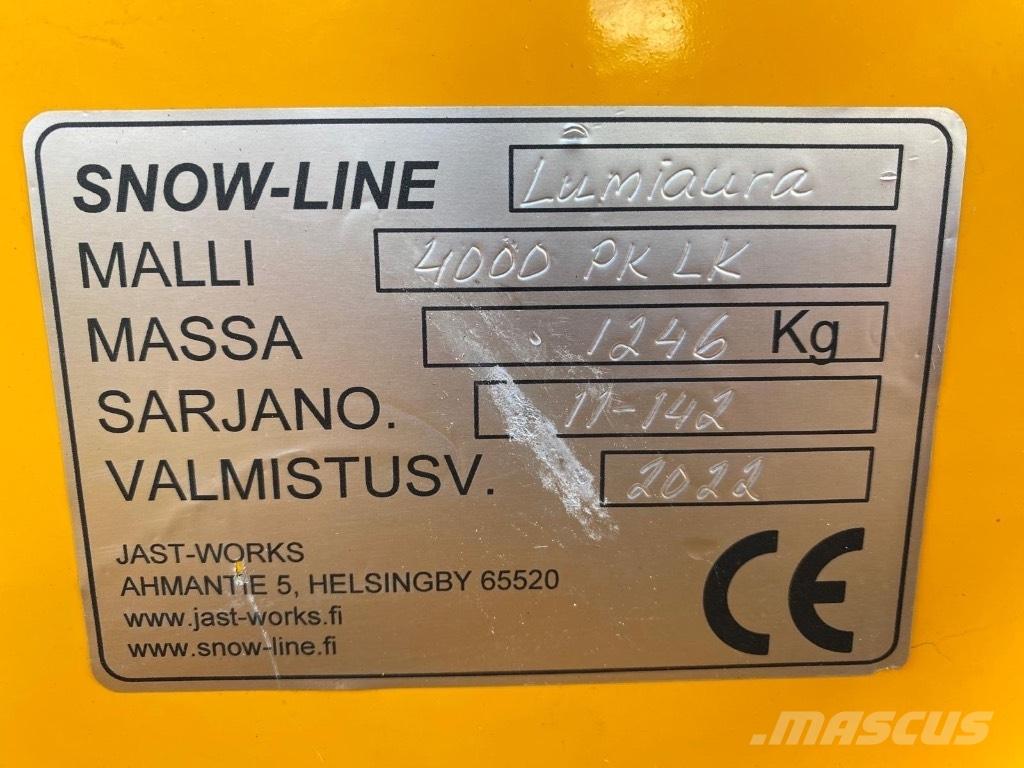 SNOW-LINE Lumiaura
MALLI 4000 PK LK
MASSA 1246 Kg
SARJANO. 11-142
VALMISTUSV. 2022
JAST-WORKS
AHMANTIE 5, HELSINGBY 65520
www.jast-works.fi
www.snow-line.fi
CE
MASCUS